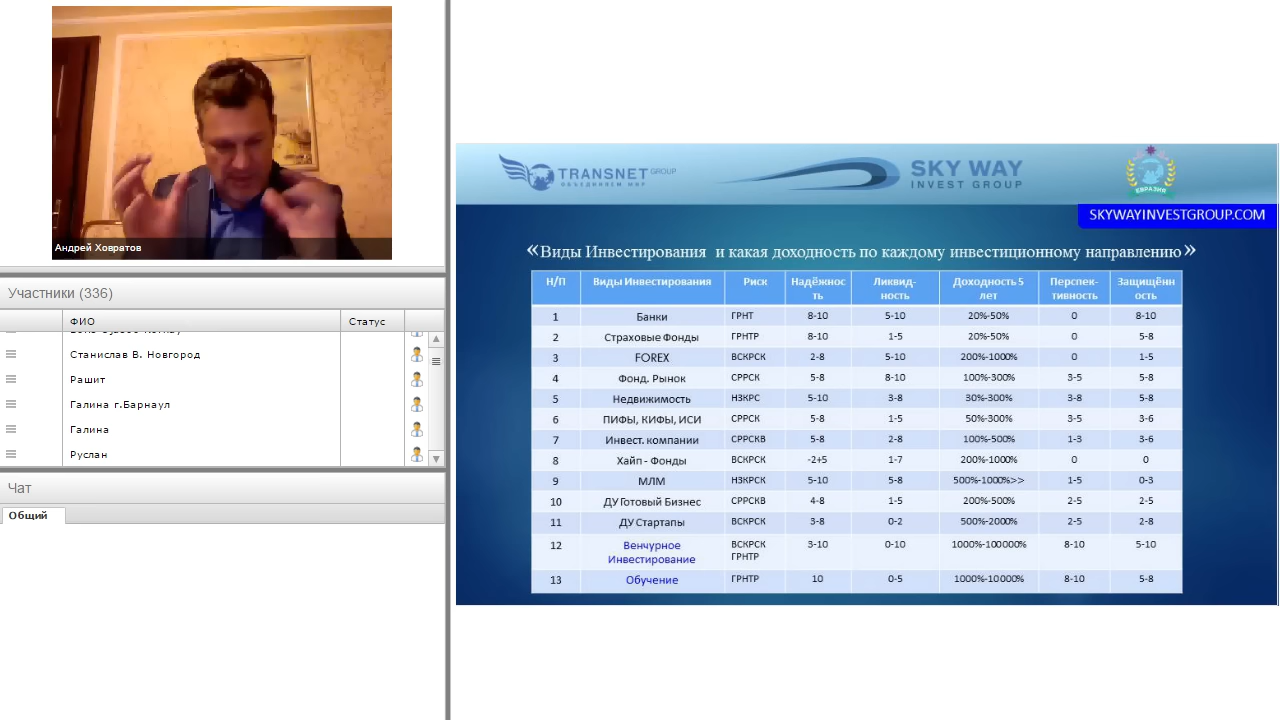 Андрей Ховратов
Участники (336)
ФИО Статус
Станислав В. Новгород
Рашит
Галина г.Барнаул
Галина
Руслан
Чат
Общий
TRANSNET GROUP
ОБЪЕДИНЯЕМ МИР
SKY WAY
INVEST GROUP
ЕВРАЗИЯ
SKYWAYINVESTGROUP.COM
«Виды Инвестирования и какая доходность по каждому инвестиционному направлению»
Н/П Виды Инвестирования Риск Надёжнос Ликвид- Доходность 5 Перспек- Защищённ
ть ность лет тивность ость
1 Банки ГРНТ 8-10 5-10 20%-50% 0 8-10
2 Страховые Фонды ГРНТР 8-10 1-5 20%-50% 0 5-8
3 FOREX ВСКРСК 2-8 5-10 200%-1000% 0 1-5
4 Фонд. Рынок СРРСК 5-8 8-10 100%-300% 3-5 5-8
5 Недвижимость НЗКРС 5-10 3-8 30%-300% 3-8 5-8
6 ПИФЫ, КИФЫ, ИСИ СРРСК 5-8 1-5 50%-300% 3-5 3-6
7 Инвест. компании СРРСКВ 5-8 2-8 100%-500% 1-3 3-6
8 Хайп - Фонды ВСКРСК -2+5 1-7 200%-1000% 0 0
9 МЛМ НЗКРСК 5-10 5-8 500%-1000%>> 1-5 0-3
10 ДУ Готовый Бизнес СРРСКВ 4-8 1-5 200%-500% 2-5 2-5
11 ДУ Стартапы ВСКРСК 3-8 0-2 500%-2000% 2-5 2-8
12 Венчурное ВСКРСК 3-10 0-10 1000%-100000% 8-10 5-10
Инвестирование ГРНТР
13 Обучение ГРНТР 10 0-5 1000%-10000% 8-10 5-8